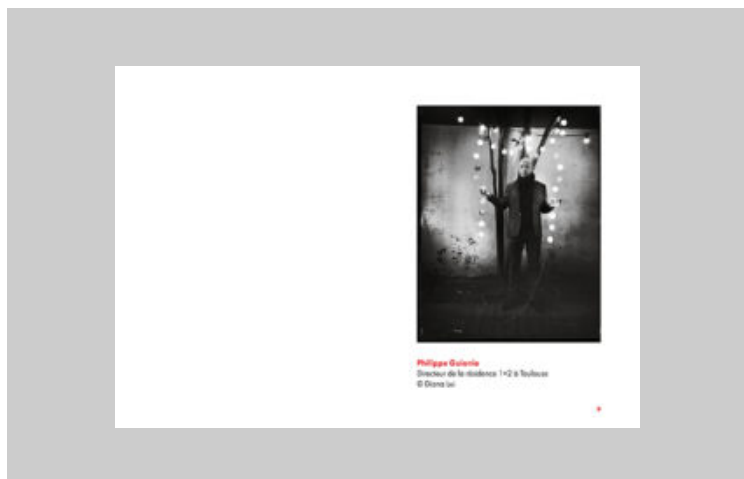 Philippe Guionie
Directeur de la résidence 1+2 à Toulouse
© Diana Lui